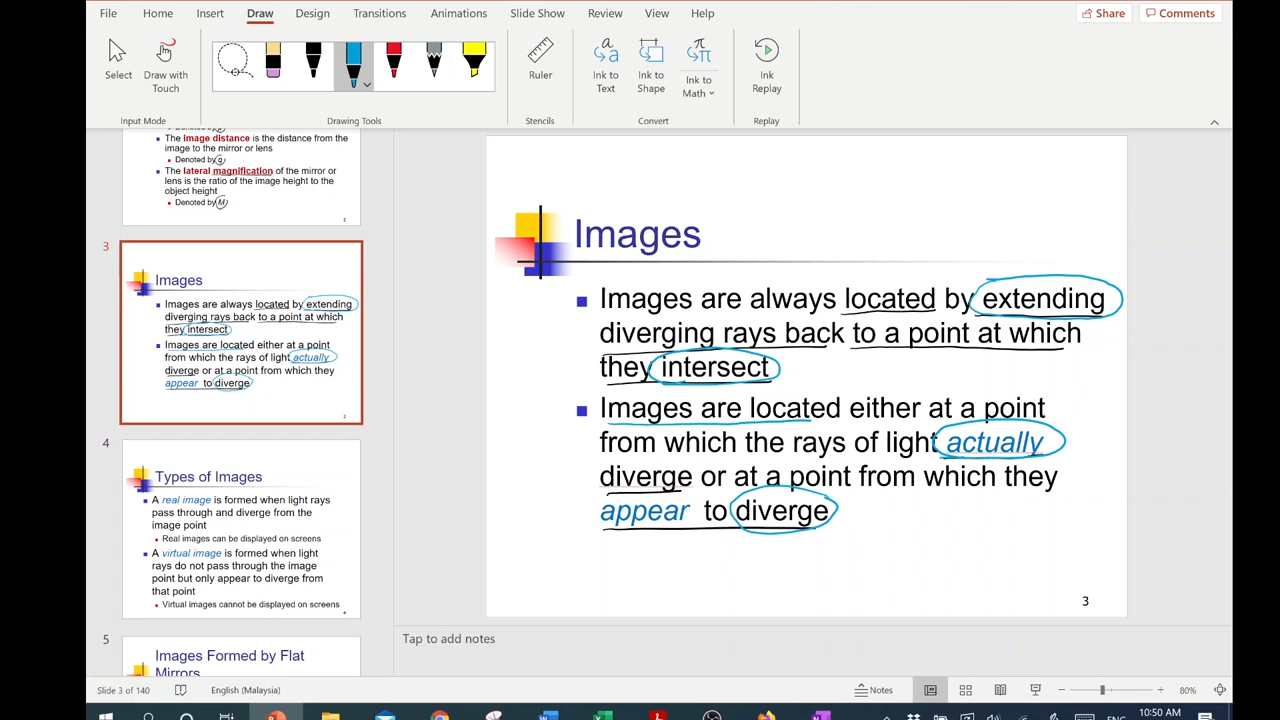 File Home Insert Draw Design Transitions Animations Slide Show Review View Help Share Comments
Select
Draw with
Touch
Ruler
Ink to
Text
Ink to
Shape
Ink to
Math
Ink
Replay
Input Mode Drawing Tools Stencils Convert Replay
Denoted by
The image distance is the distance from the
image to the mirror or lens
Denoted by q
The lateral magnification of the mirror or
lens is the ratio of the image height to the
object height
Denoted by M
2
3
Images
Images are always located by extending
diverging rays back to a point at which
they intersect
Images are located either at a point
from which the rays of light actually
diverge or at a point from which they
appear to diverge
3
4
Types of Images
A real image is formed when light rays
pass through and diverge from the
image point
Real images can be displayed on screens
A virtual image is formed when light
rays do not pass through the image
point but only appear to diverge from
that point
Virtual images cannot be displayed on screens
4
5
Images Formed by Flat
Mirrors
Images
Images are always located by extending
diverging rays back to a point at which
they intersect
Images are located either at a point
from which the rays of light actually
diverge or at a point from which they
appear to diverge
3
Tap to add notes
Slide 3 of 140 English (Malaysia) Notes 80%
ENG 10:50 AM